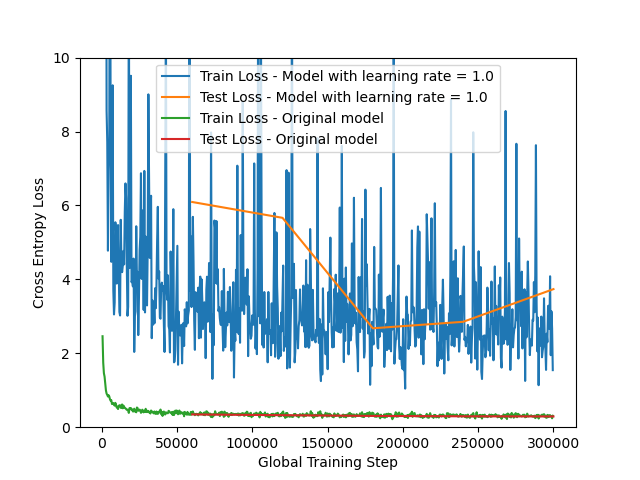 10
8
6
4
2
0
Cross Entropy Loss
Train Loss - Model with learning rate = 1.0
Test Loss - Model with learning rate = 1.0
Train Loss - Original model
Test Loss - Original model
0 50000 100000 150000 200000 250000 300000
Global Training Step